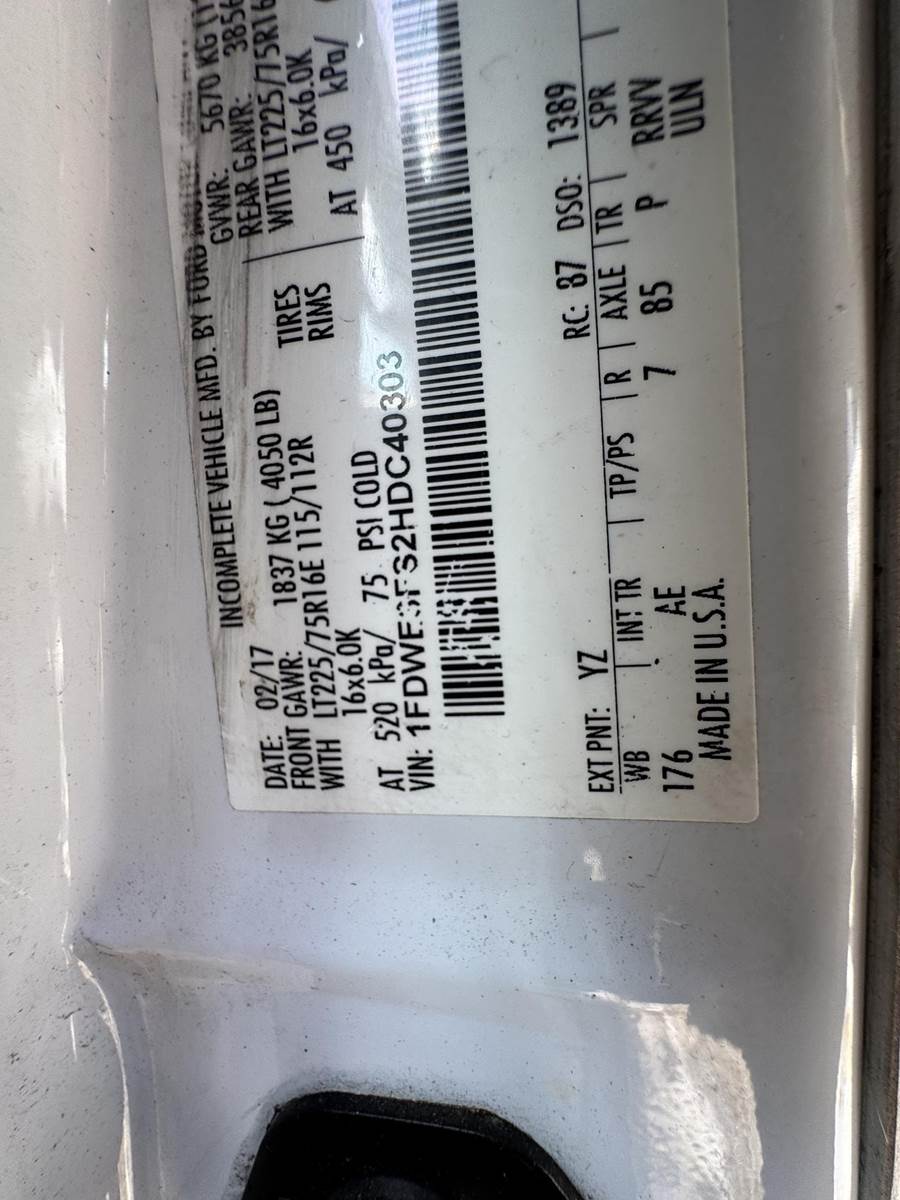 INCOMPLETE VEHICLE MFD. BY FORD
DATE: 02/17 GVWR: 5670 KG
FRONT GAWR: 1837 KG ( 4050 LB) REAR GAWR: 3856
WITH LT225/75R16E 115/112R TIRES WITH LT225/75R16
16x6.0K RIMS 16x6.0K
AT 520 kPa/ 75 PSI COLD AT 450 kPa/
VIN: 1FDWE3FS2HDC40303
EXT PNT: YZ RC: 87 DSO: 1389
WB INT TR TP/PS R AXLE TR SPR
176 AE 7 85 P RRVV
MADE IN U.S.A. ULN